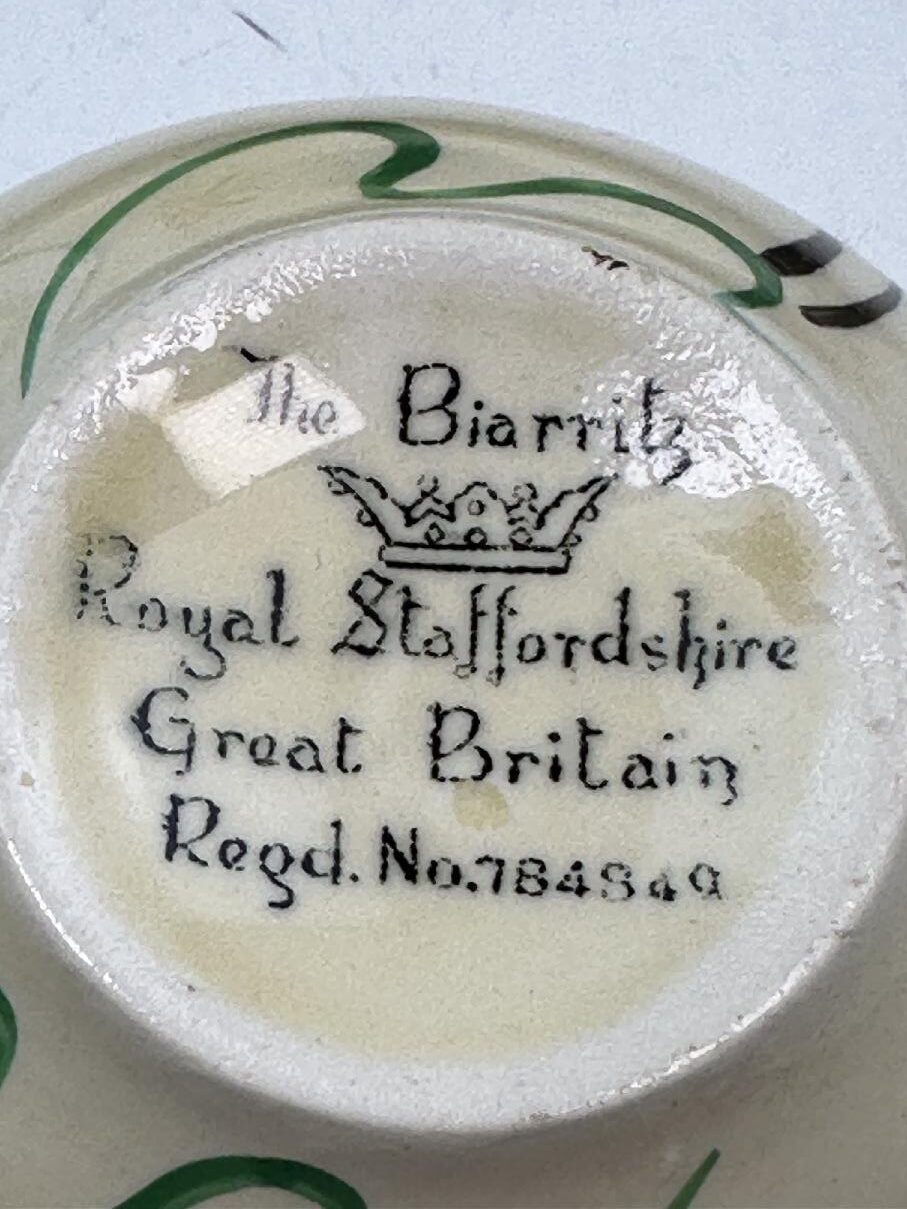 The Biarritz
Royal Staffordshire
Great Britain
Regd. No. 784849